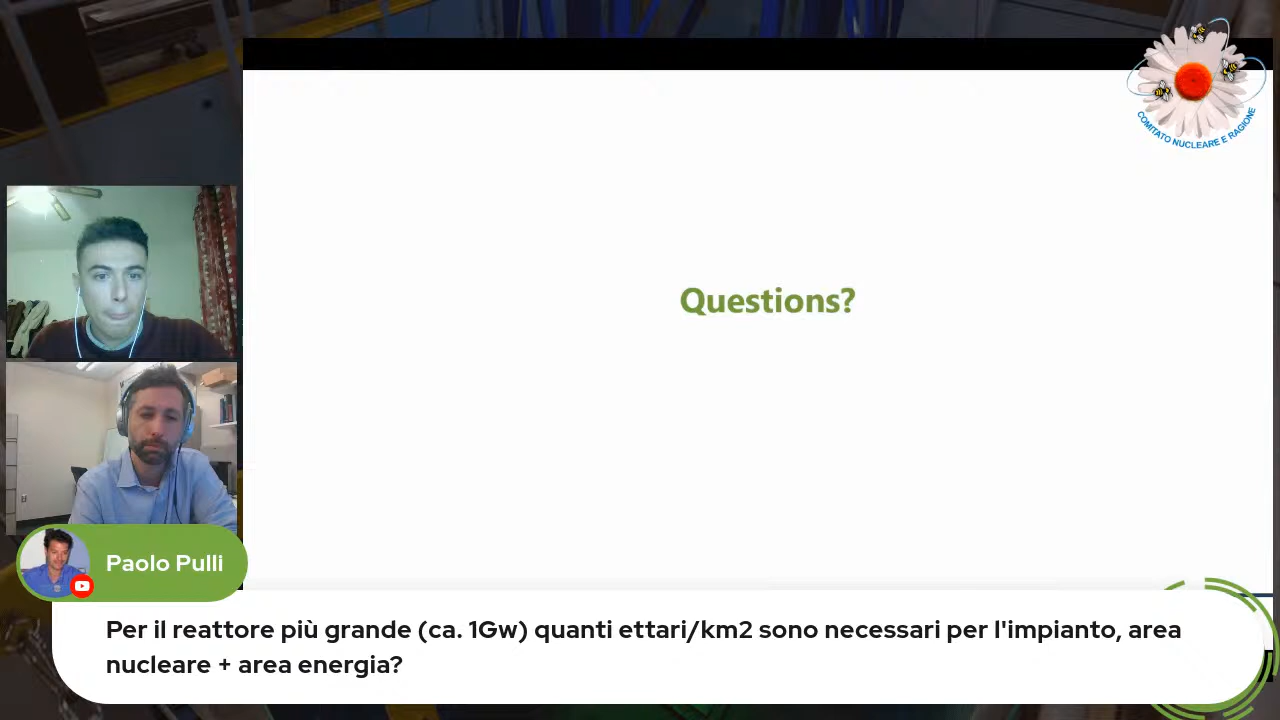 COMITATO NUCLEARE E RAGIONE
Questions?
Paolo Pulli
Per il reattore più grande (ca. 1Gw) quanti ettari/km2 sono necessari per l'impianto, area
nucleare + area energia?